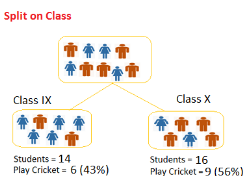 Split on Class
Class IX
Class X
Students = 14
Play Cricket = 6 (43%)
Students = 16
Play Cricket = 9 (56%)